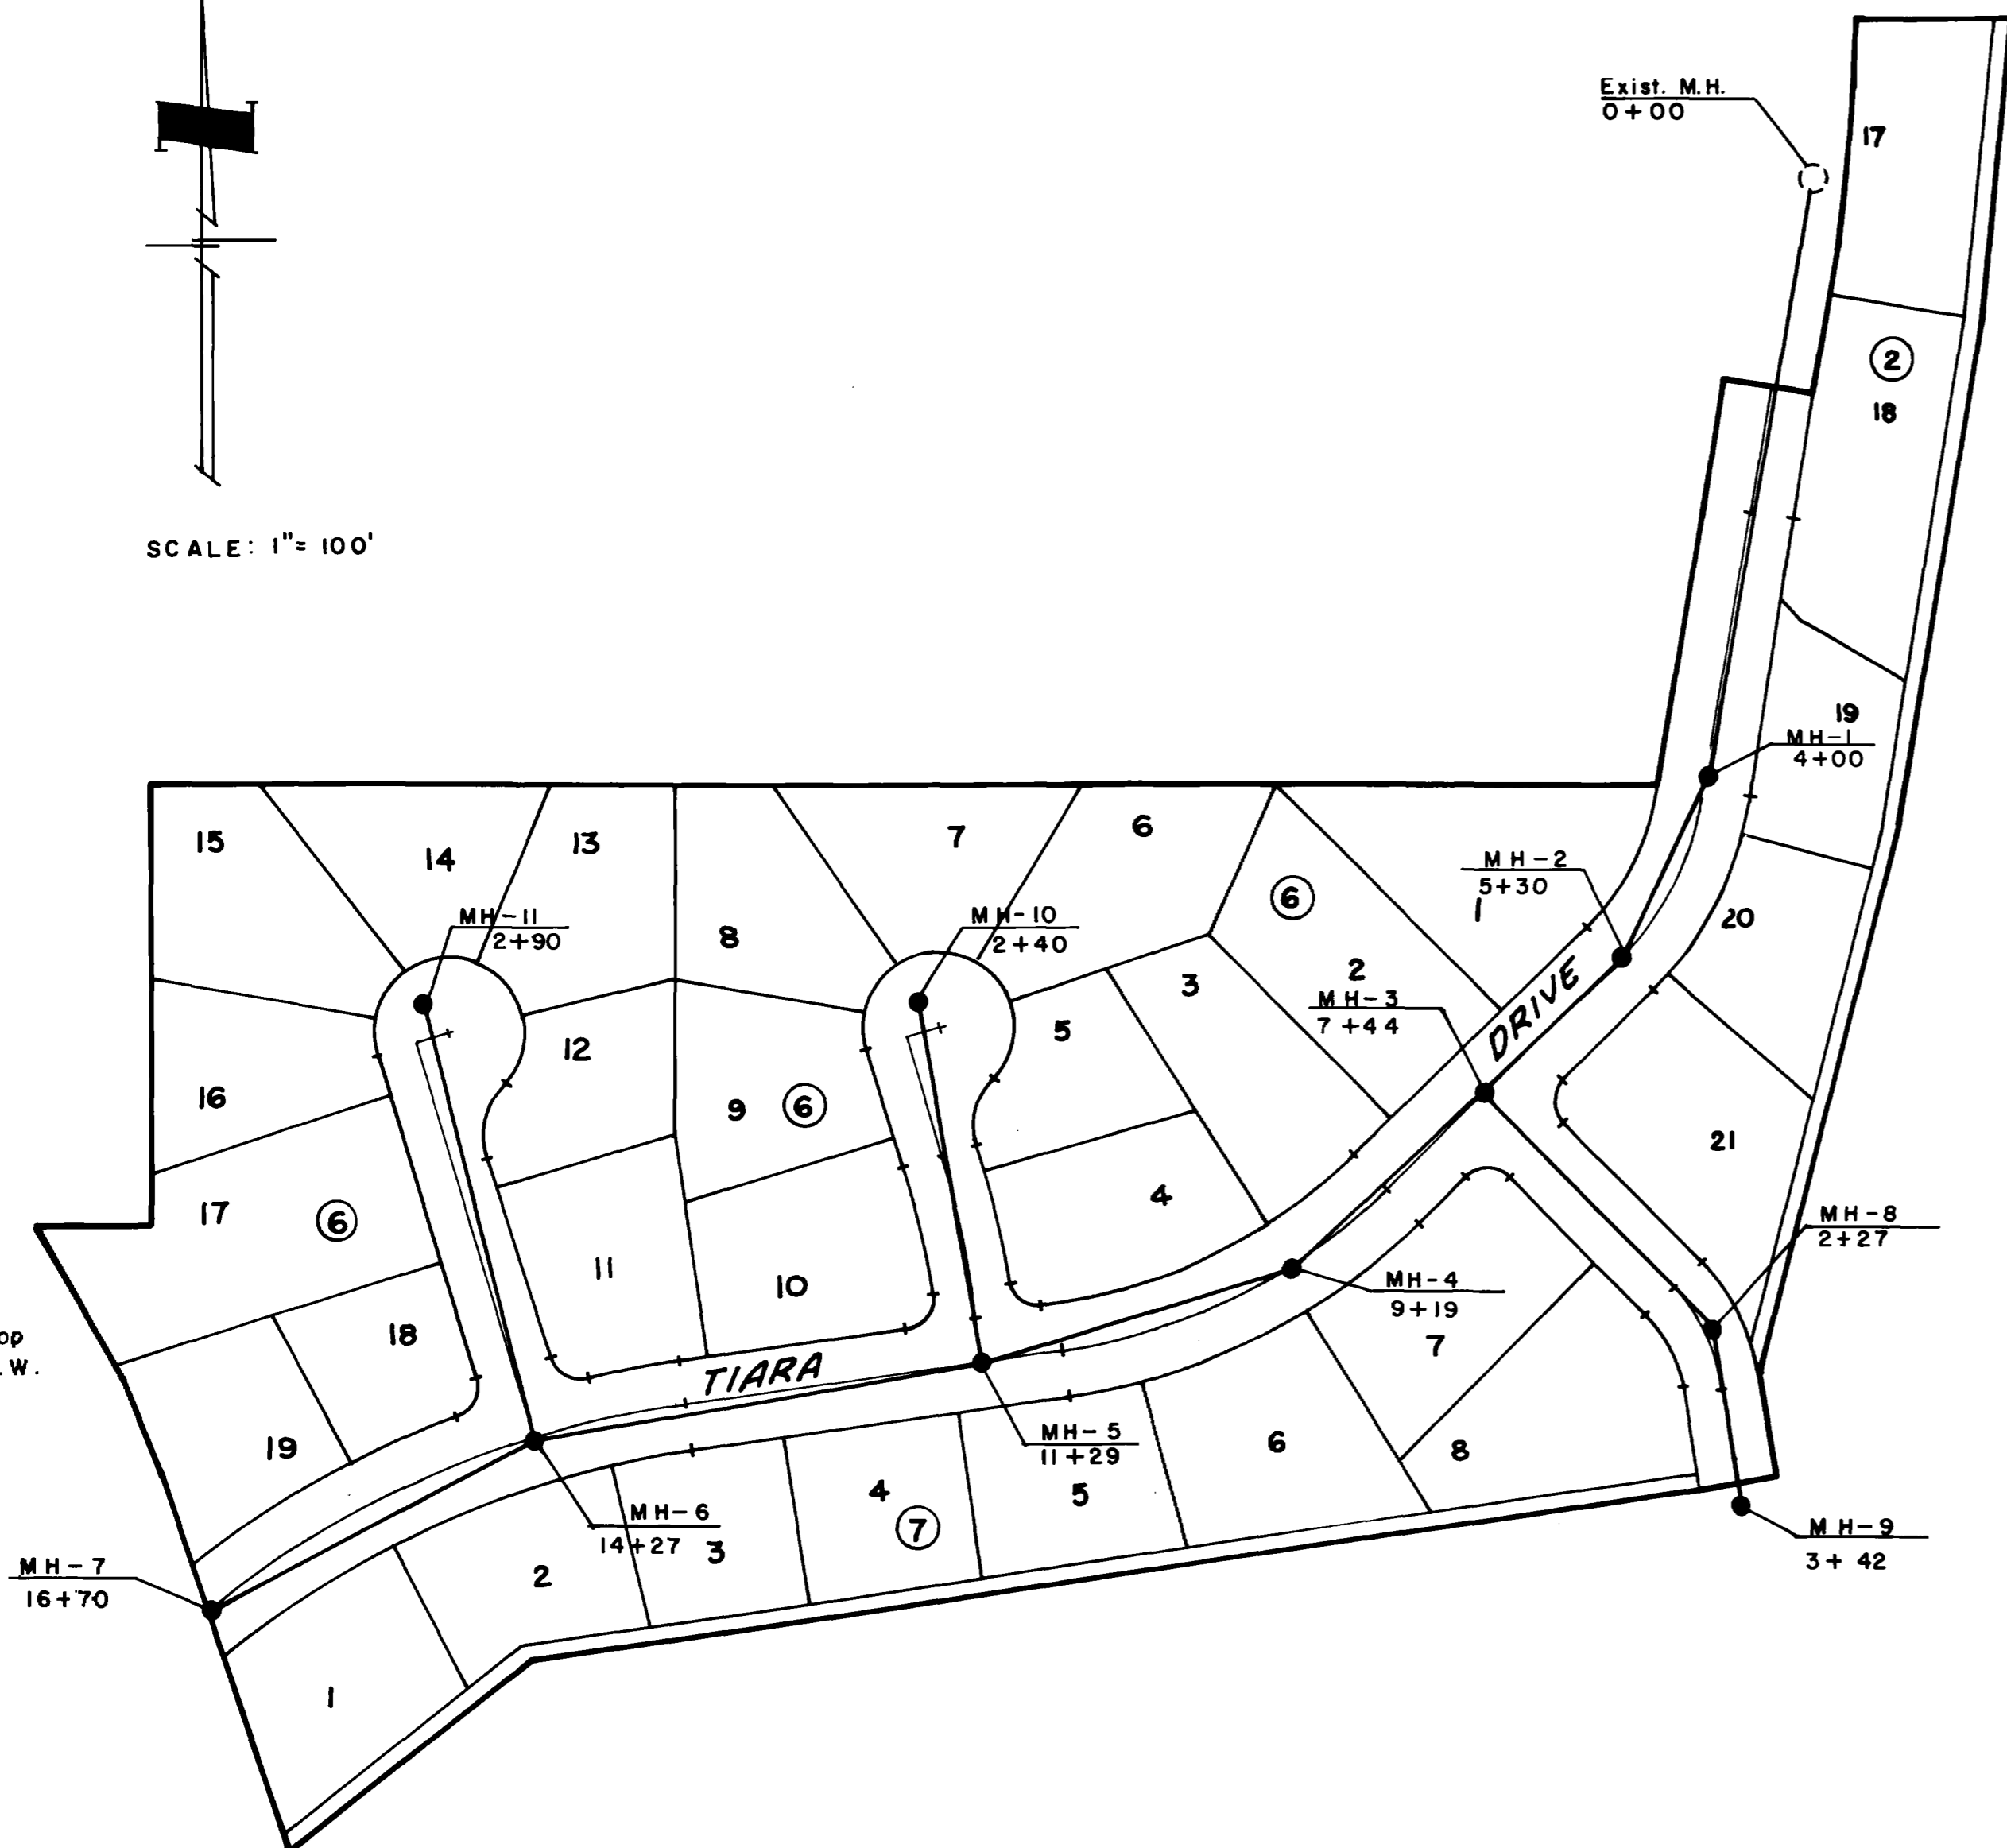 Exist. M.H.
0+00
17
2
18
SCALE: 1"= 100'
19
MH-1
4+00
15
14
13
7
6
MH-2
5+30
1
6
20
MH-11
2+90
8
MH-10
2+40
2
3
MH-3
7+44
DRIVE
5
12
16
9
6
21
4
17
6
MH-8
2+27
11
10
MH-4
9+19
18
7
op
W.
TIARA
19
MH-5
11+29
6
8
4
5
MH-6
14+27
3
7
MH-9
3+42
MH-7
16+70
2
1